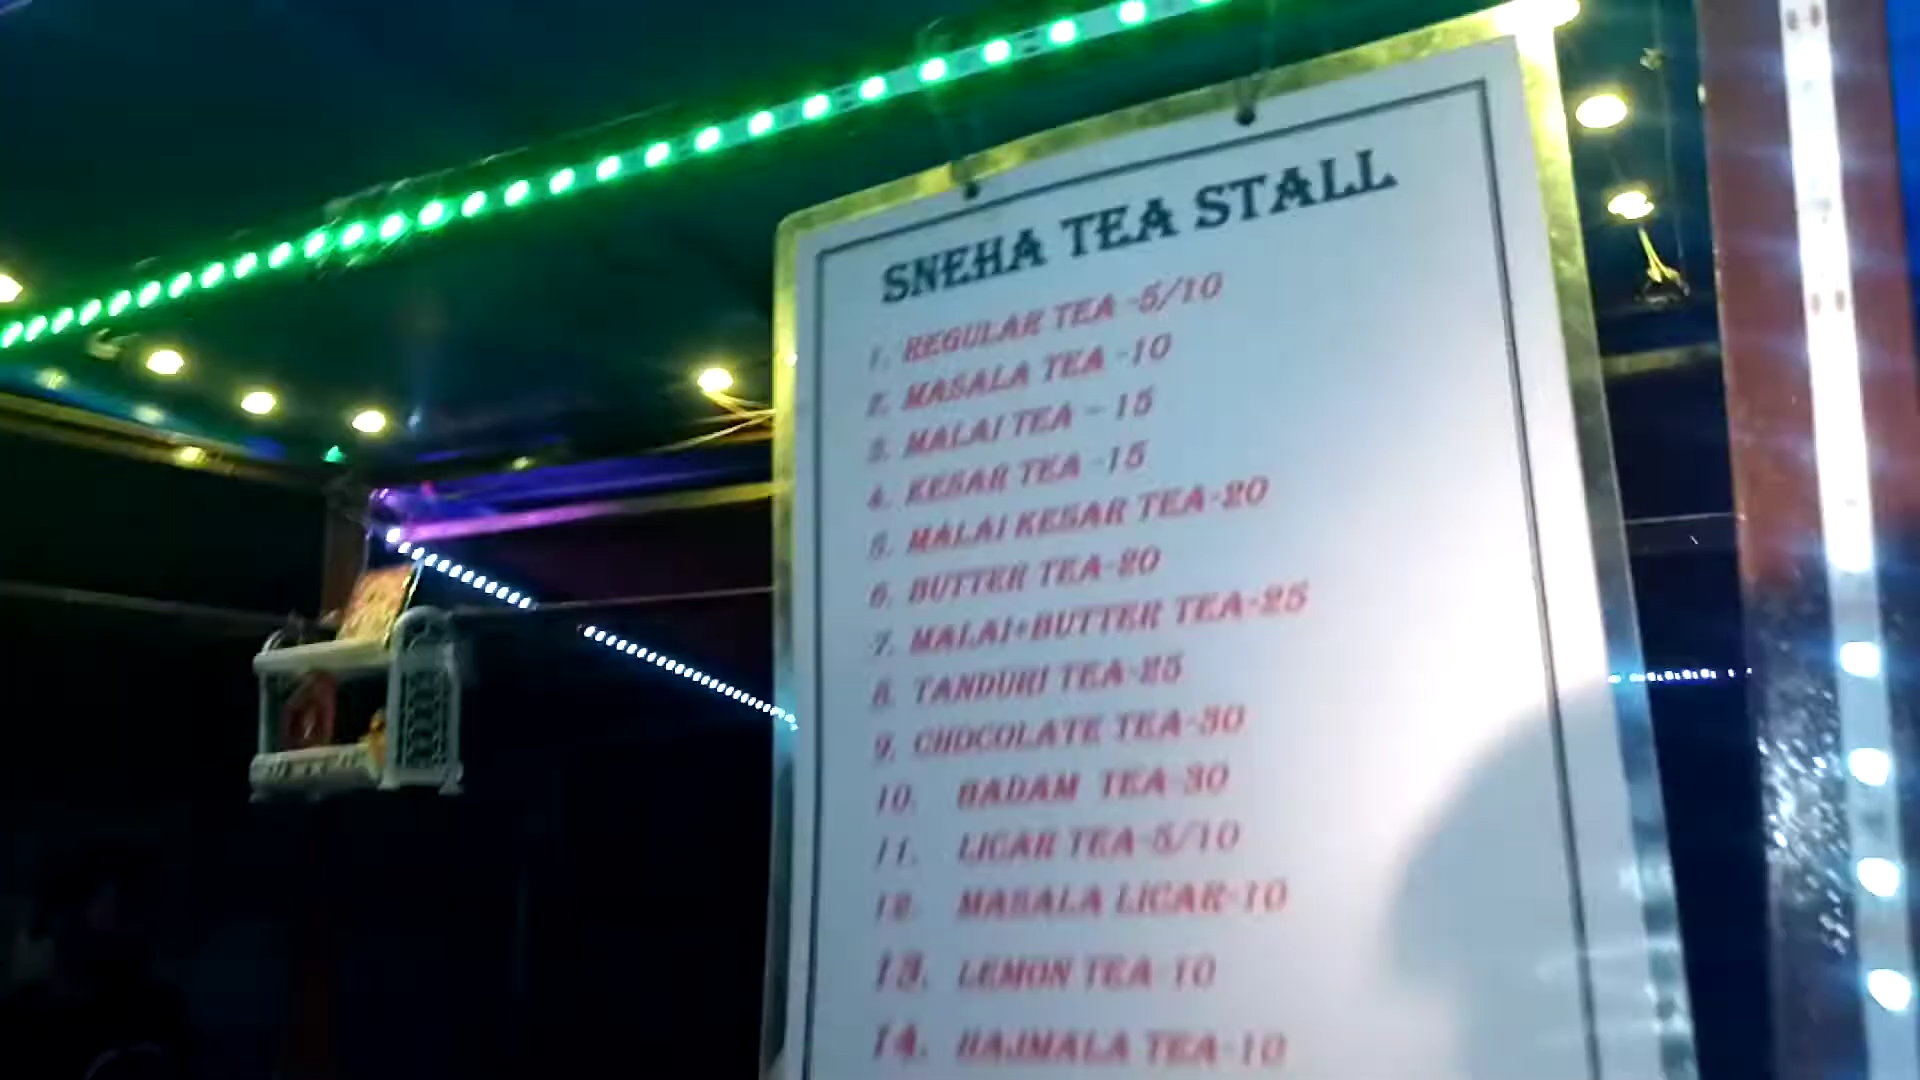 SNEHA TEA STALL
1. REGULAR TEA -5/10
2. MASALA TEA -10
3. MALAI TEA - 15
4. KESAR TEA -15
5. MALAI KESAR TEA-20
6. BUTTER TEA-20
7. MALAI+BUTTER TEA-25
8. TANDURI TEA-25
9. CHOCOLATE TEA-30
10. BADAM TEA-30
11. LICAR TEA-5/10
12. MASALA LICAR-10
13. LEMON TEA-10
14. HAJMALA TEA-10